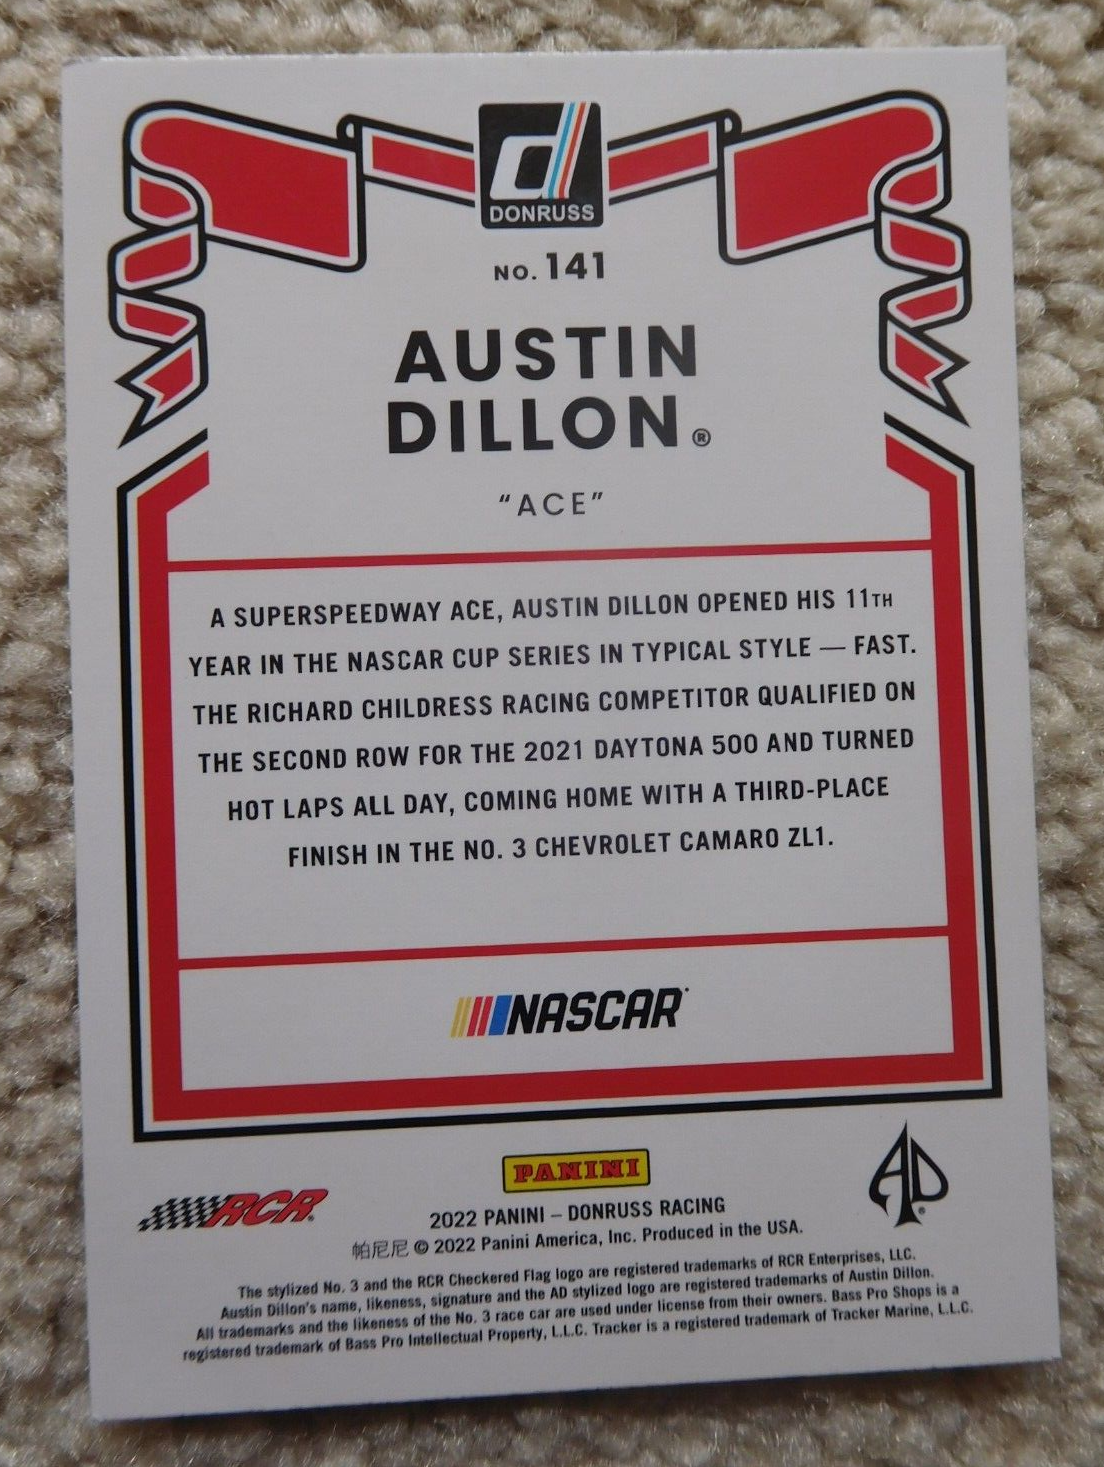 d
DONRUSS
NO. 141
AUSTIN
DILLON®
“ACE”
A SUPERSPEEDWAY ACE, AUSTIN DILLON OPENED HIS 11TH
YEAR IN THE NASCAR CUP SERIES IN TYPICAL STYLE — FAST.
THE RICHARD CHILDRESS RACING COMPETITOR QUALIFIED ON
THE SECOND ROW FOR THE 2021 DAYTONA 500 AND TURNED
HOT LAPS ALL DAY, COMING HOME WITH A THIRD-PLACE
FINISH IN THE NO. 3 CHEVROLET CAMARO ZL1.
NASCAR
PANINI
RCR
AD
2022 PANINI – DONRUSS RACING
帕尼尼 © 2022 Panini America, Inc. Produced in the USA.
The stylized No. 3 and the RCR Checkered Flag logo are registered trademarks of RCR Enterprises, LLC.
Austin Dillon's name, likeness, signature and the AD stylized logo are registered trademarks of Austin Dillon.
All trademarks and the likeness of the No. 3 race car are used under license from their owners. Bass Pro Shops is a
registered trademark of Bass Pro Intellectual Property, L.L.C. Tracker is a registered trademark of Tracker Marine, L.L.C.